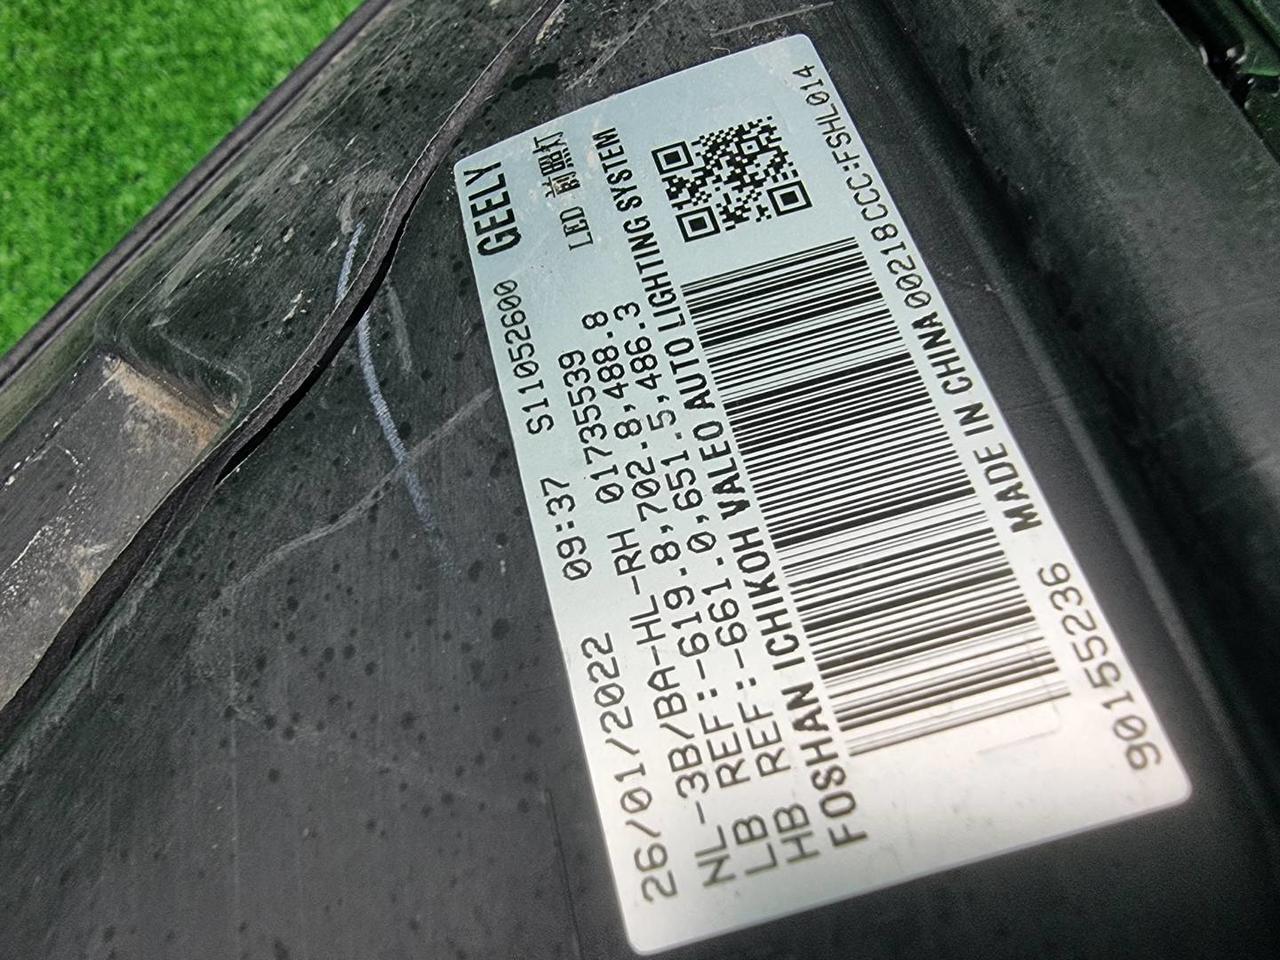 26/01/2022 09:37 S11052600 GEELY
NL-3B/BA-HL-RH 01735539 LED 前照灯
LB REF:-619.8,702.8,488.8
HB REF:-661.0,651.5,486.3
FOSHAN ICHIKOH VALEO AUTO LIGHTING SYSTEM
90155236 MADE IN CHINA 00218CCC:FSHL014